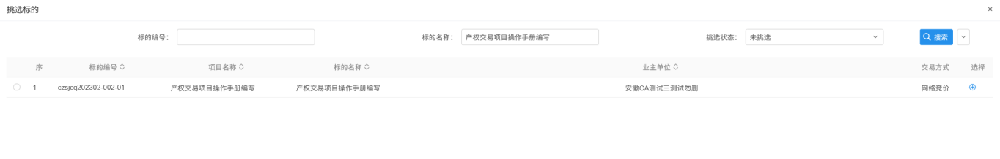 挑选标的 ×
标的编号： 标的名称： 产权交易项目操作手册编写 挑选状态： 未挑选 搜索
序 标的编号 项目名称 标的名称 业主单位 交易方式 选择
1 czsjcq202302-002-01 产权交易项目操作手册编写 产权交易项目操作手册编写 安徽CA测试三测试勿删 网络竞价